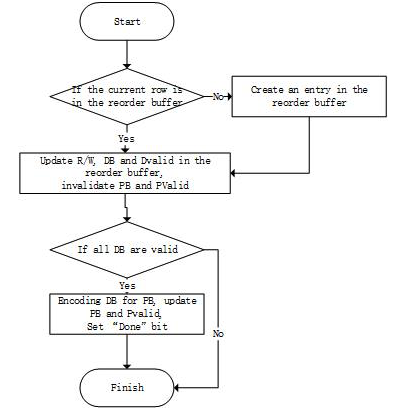 Start
If the current row is
in the reorder buffer
No
Create an entry in the
reorder buffer
Yes
Update R/W, DB and Dvalid in the
reorder buffer,
invalidate PB and PValid
If all DB are valid
Yes
Encoding DB for PB, update
PB and Pvalid,
Set “Done” bit
No
Finish